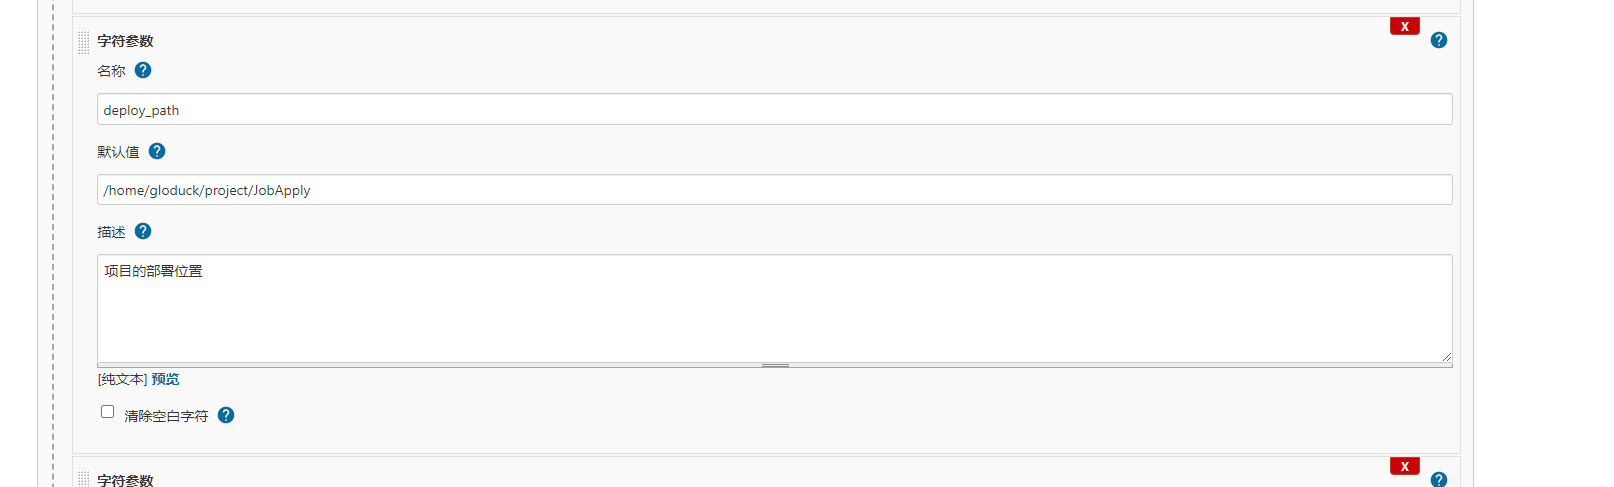 X
字符参数
名称
deploy_path
默认值
/home/gloduck/project/JobApply
描述
项目的部署位置
[纯文本] 预览
清除空白字符
X
字符参数